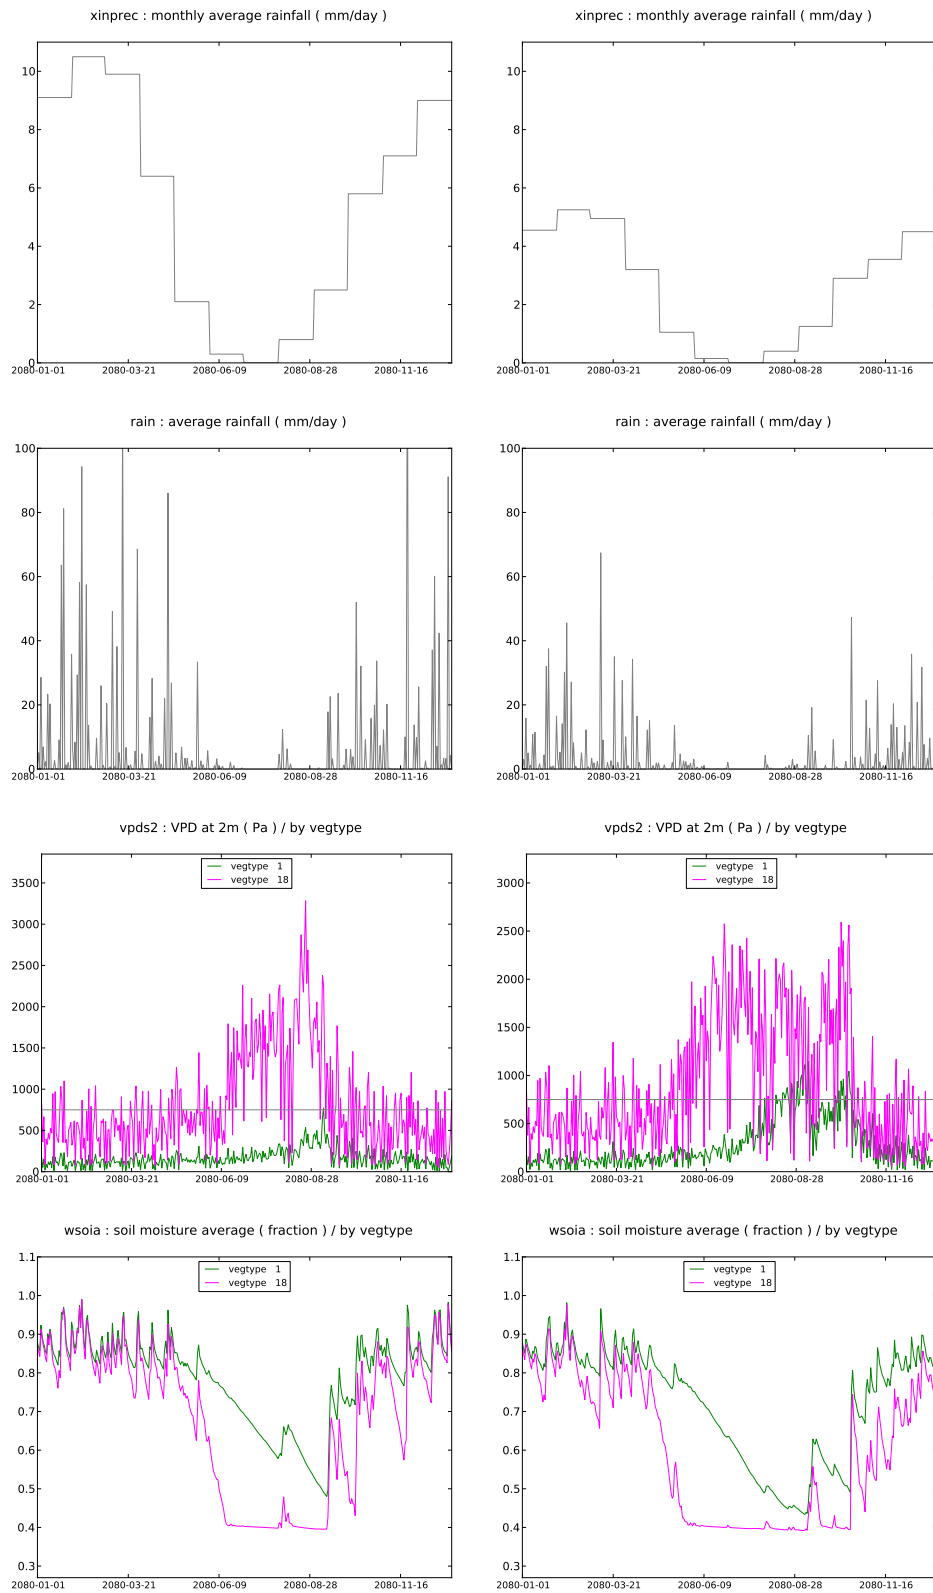 xinprec : monthly average rainfall ( mm/day )
10
8
6
4
2
0
2080-01-01 2080-03-21 2080-06-09 2080-08-28 2080-11-16
xinprec : monthly average rainfall ( mm/day )
10
8
6
4
2
0
2080-01-01 2080-03-21 2080-06-09 2080-08-28 2080-11-16
rain : average rainfall ( mm/day )
100
80
60
40
20
0
2080-01-01 2080-03-21 2080-06-09 2080-08-28 2080-11-16
rain : average rainfall ( mm/day )
100
80
60
40
20
0
2080-01-01 2080-03-21 2080-06-09 2080-08-28 2080-11-16
vpds2 : VPD at 2m ( Pa ) / by vegtype
vegtype 1
vegtype 18
3500
3000
2500
2000
1500
1000
500
0
2080-01-01 2080-03-21 2080-06-09 2080-08-28 2080-11-16
vpds2 : VPD at 2m ( Pa ) / by vegtype
vegtype 1
vegtype 18
3000
2500
2000
1500
1000
500
0
2080-01-01 2080-03-21 2080-06-09 2080-08-28 2080-11-16
wsoia : soil moisture average ( fraction ) / by vegtype
vegtype 1
vegtype 18
1.1
1.0
0.9
0.8
0.7
0.6
0.5
0.4
0.3
2080-01-01 2080-03-21 2080-06-09 2080-08-28 2080-11-16
wsoia : soil moisture average ( fraction ) / by vegtype
vegtype 1
vegtype 18
1.1
1.0
0.9
0.8
0.7
0.6
0.5
0.4
0.3
2080-01-01 2080-03-21 2080-06-09 2080-08-28 2080-11-16